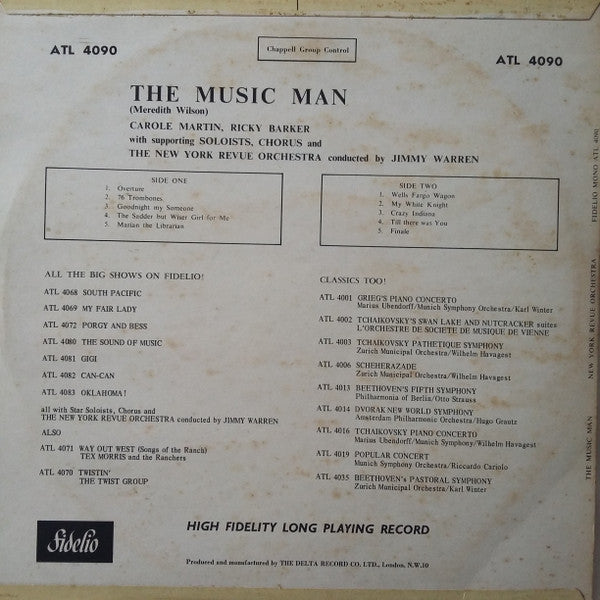 ATL 4090
Chappell Group Control
ATL 4090
THE MUSIC MAN
(Meredith Wilson)
CAROLE MARTIN, RICKY BARKER
with supporting SOLOISTS, CHORUS and
THE NEW YORK REVUE ORCHESTRA conducted by JIMMY WARREN
SIDE ONE
1. Overture
2. 76 Trombones
3. Goodnight my Someone
4. The Sadder but Wiser Girl for Me
5. Marian the Librarian
SIDE TWO
1. Wells Fargo Wagon
2. My White Knight
3. Crazy Indiana
4. Till there was You
5. Finale
ALL THE BIG SHOWS ON FIDELIO!
ATL 4068 SOUTH PACIFIC
ATL 4069 MY FAIR LADY
ATL 4072 PORGY AND BESS
ATL 4080 THE SOUND OF MUSIC
ATL 4081 GIGI
ATL 4082 CAN-CAN
ATL 4083 OKLAHOMA!
all with Star Soloists, Chorus and
THE NEW YORK REVUE ORCHESTRA conducted by JIMMY WARREN
ALSO
ATL 4071 WAY OUT WEST (Songs of the Ranch)
TEX MORRIS and the Ranchers
ATL 4070 TWISTIN'
THE TWIST GROUP
CLASSICS TOO!
ATL 4001 GRIEG'S PIANO CONCERTO
Marius Ubendorff/Munich Symphony Orchestra/Karl Winter
ATL 4002 TCHAIKOVSKY'S SWAN LAKE AND NUTCRACKER suites
L'ORCHESTRE DE SOCIETE DE MUSIQUE DE VIENNE
ATL 4003 TCHAIKOVSKY PATHETIQUE SYMPHONY
Zurich Municipal Orchestra/Wilhelm Havagest
ATL 4006 SCHEHERAZADE
Zurich Municipal Orchestra/Wilhelm Havagest
ATL 4013 BEETHOVEN'S FIFTH SYMPHONY
Philharmonia of Berlin/Otto Strauss
ATL 4014 DVORAK NEW WORLD SYMPHONY
Amsterdam Philharmonic Orchestra/Hugo Grautz
ATL 4016 TCHAIKOVSKY PIANO CONCERTO
Marius Ubendorff/Munich Symphony/Wilhelm Havagest
ATL 4019 POPULAR CONCERT
Munich Symphony Orchestra/Riccardo Cariolo
ATL 4035 BEETHOVEN's PASTORAL SYMPHONY
Zurich Municipal Orchestra/Karl Winter
Fidelio
HIGH FIDELITY LONG PLAYING RECORD
Produced and manufactured by THE DELTA RECORD CO. LTD., London, N.W.10
THE MUSIC MAN NEW YORK REVUE ORCHESTRA FIDELIO MONO ATL 4090